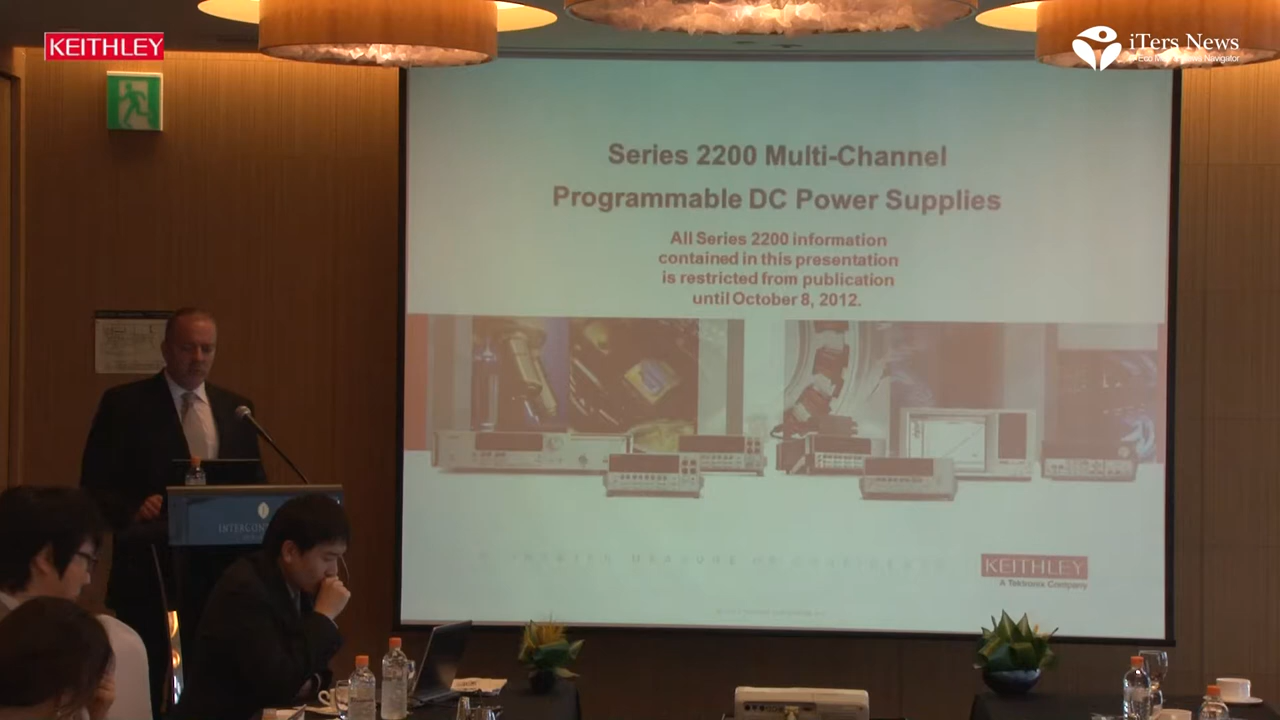 KEITHLEY
iTers News
Series 2200 Multi-Channel
Programmable DC Power Supplies
All Series 2200 information
contained in this presentation
is restricted from publication
until October 8, 2012.
KEITHLEY
A Tektronix Company